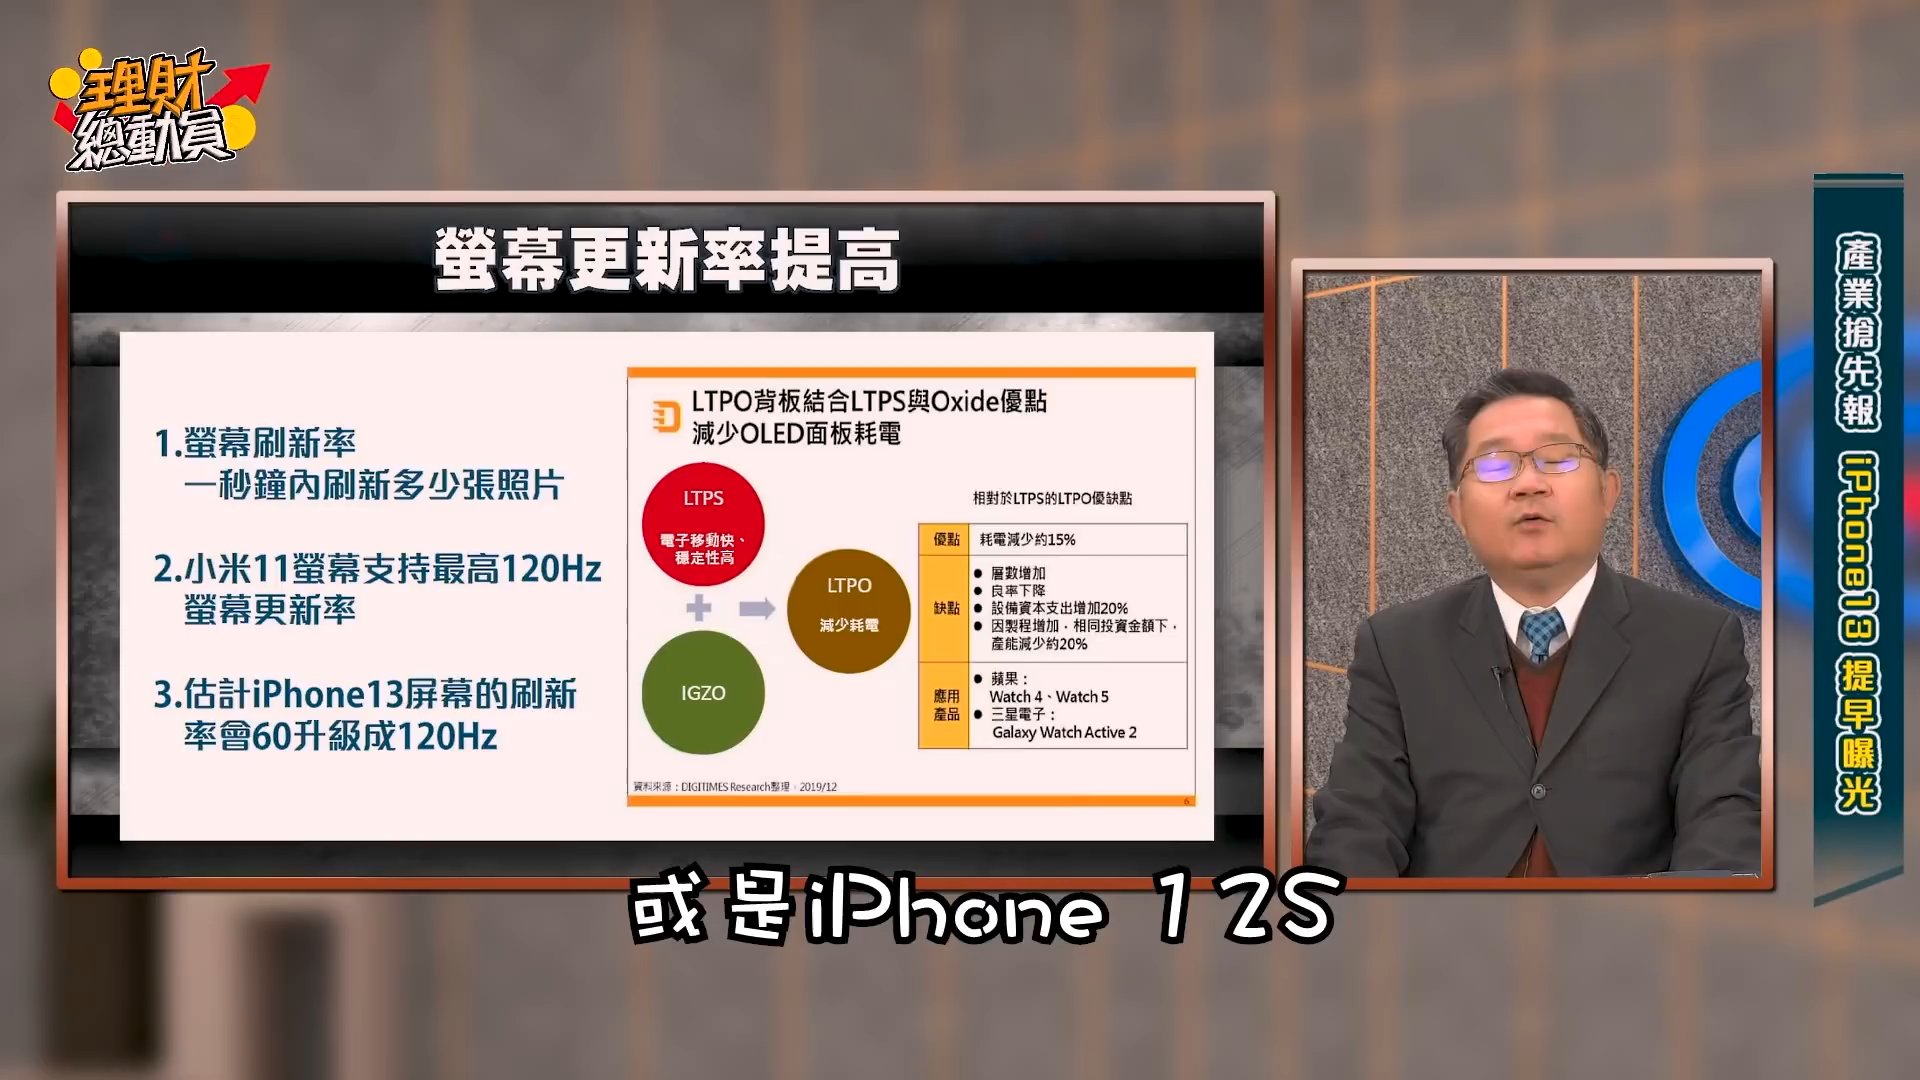 理財
總動員
螢幕更新率提高
1.螢幕刷新率
一秒鐘內刷新多少張照片
2.小米11螢幕支持最高120Hz
螢幕更新率
3.估計iPhone13屏幕的刷新
率會60升級成120Hz
LTPO背板結合LTPS與Oxide優點
減少OLED面板耗電
LTPS
電子移動快、
穩定性高
IGZO
LTPO
減少耗電
相對於LTPS的LTPO優缺點
優點 耗電減少約15%
缺點
● 層數增加
● 良率下降
● 設備資本支出增加20%
● 因製程增加，相同投資金額下，
產能減少約20%
應用
產品
● 蘋果：
Watch 4、Watch 5
● 三星電子：
Galaxy Watch Active 2
資料來源：DIGITIMES Research整理，2019/12
6
產業搶先報 iPhone13 提早曝光
或是iPhone 12S